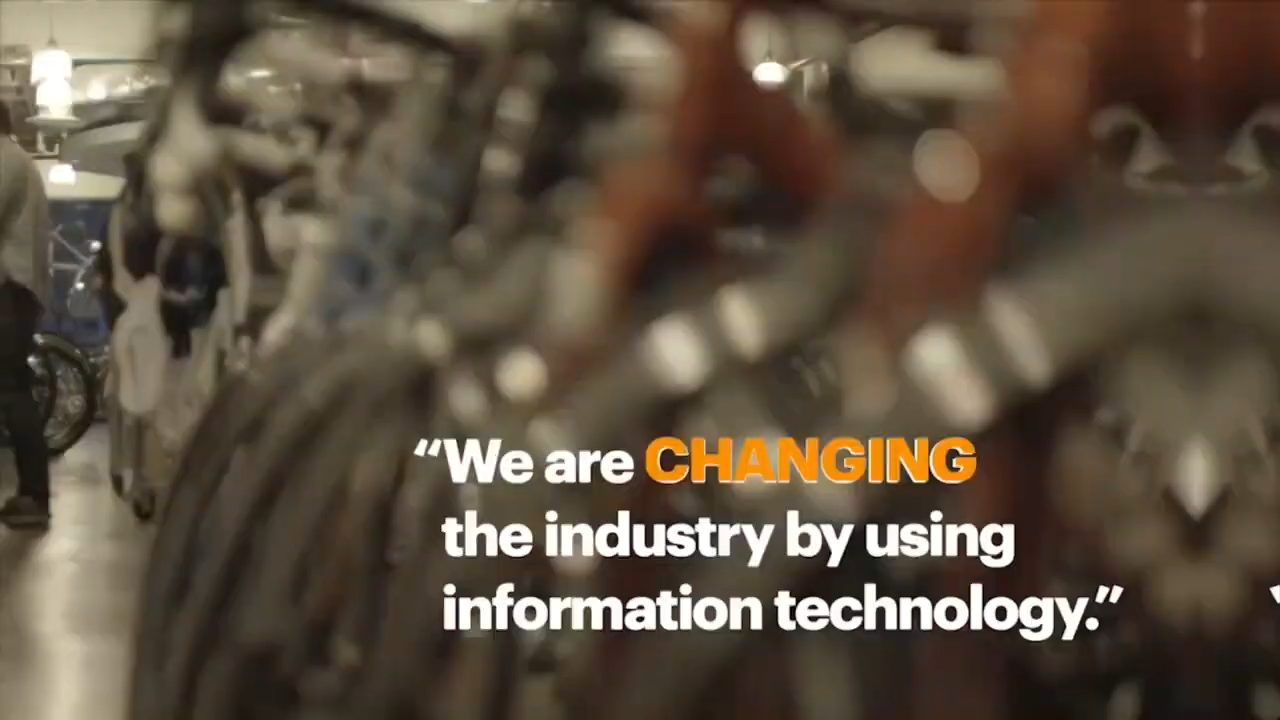 “We are CHANGING
the industry by using
information technology.”